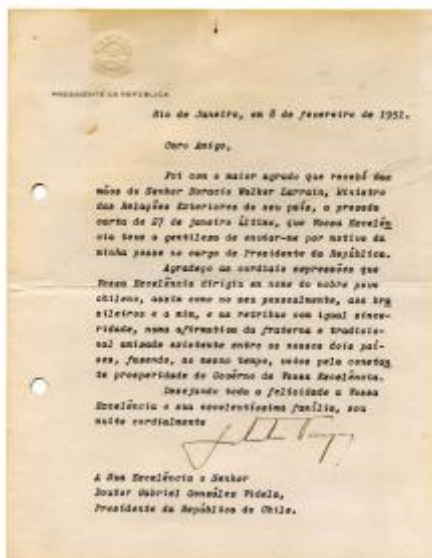 PRESIDENTE DA REPÚBLICA
Rio de Janeiro, em 8 de fevereiro de 1951.
Caro Amigo,
Foi com o maior agrado que recebí das
mãos do Senhor Horacio Walker Larrain, Ministro
das Relações Exteriores do seu país, a prezada
carta de 27 de janeiro último, que Vossa Excelên
cia teve a gentileza de enviar-me por motivo da
minha posse no cargo de Presidente da República.
Agradeço as cordiais expressões que
Vossa Excelência dirigiu em nome do nobre povo
chileno, assim como no seu pessoalmente, aos bra
sileiros e a mim, e as retribuo com igual since-
ridade, numa afirmativa da fraterna e tradicio-
nal amizade existente entre os nossos dois paí-
ses, fazendo, ao mesmo tempo, votos pela constan
te prosperidade do Govêrno de Vossa Excelência.
Desejando toda a felicidade a Vossa
Excelência e sua excelentíssima família, sou
muito cordialmente
A Sua Excelência o Senhor
Doutor Gabriel González Videla,
Presidente da República do Chile.